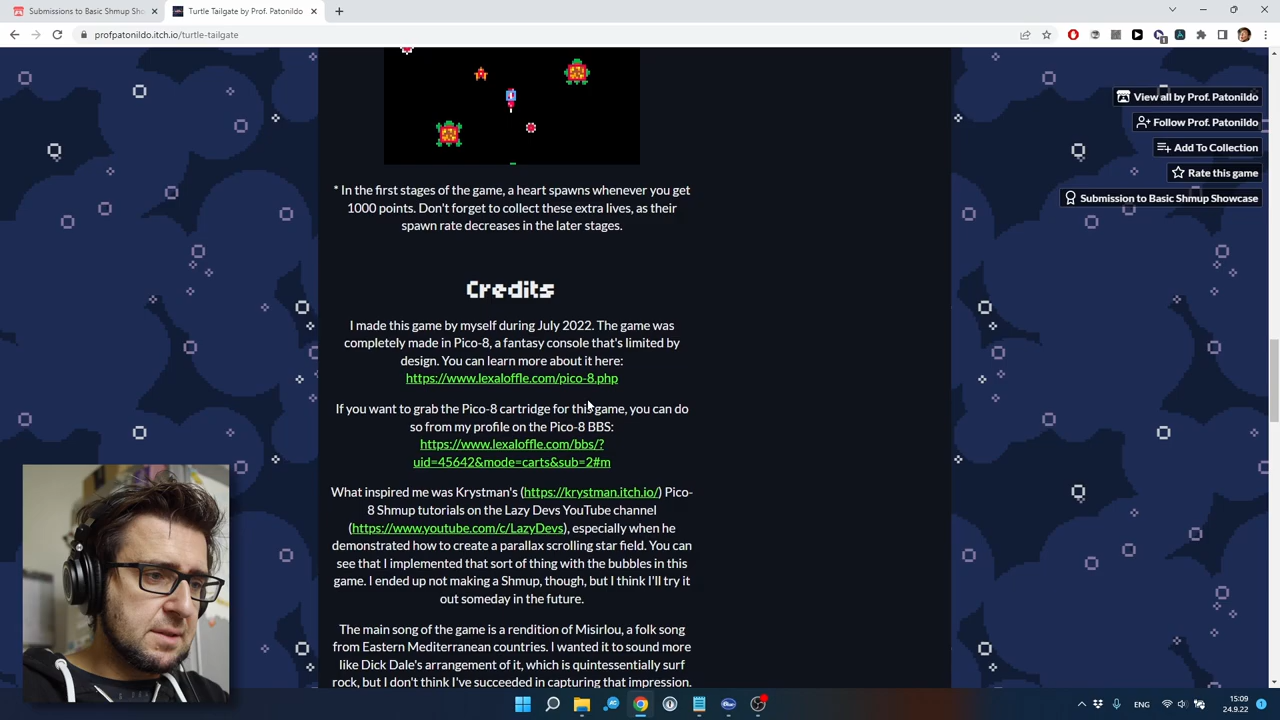 Submissions to Basic Shmup Sho
Turtle Tailgate by Prof. Patonildo
profpatonildo.itch.io/turtle-tailgate
View all by Prof. Patonildo
Follow Prof. Patonildo
Add To Collection
Rate this game
Submission to Basic Shmup Showcase
* In the first stages of the game, a heart spawns whenever you get
1000 points. Don't forget to collect these extra lives, as their
spawn rate decreases in the later stages.
Credits
I made this game by myself during July 2022. The game was
completely made in Pico-8, a fantasy console that's limited by
design. You can learn more about it here:
https://www.lexaloffle.com/pico-8.php
If you want to grab the Pico-8 cartridge for this game, you can do
so from my profile on the Pico-8 BBS:
https://www.lexaloffle.com/bbs/?
uid=45642&mode=carts&sub=2#m
What inspired me was Krystman's (https://krystman.itch.io/) Pico-
8 Shmup tutorials on the Lazy Devs YouTube channel
(https://www.youtube.com/c/LazyDevs), especially when he
demonstrated how to create a parallax scrolling star field. You can
see that I implemented that sort of thing with the bubbles in this
game. I ended up not making a Shmup, though, but I think I'll try it
out someday in the future.
The main song of the game is a rendition of Misirlou, a folk song
from Eastern Mediterranean countries. I wanted it to sound more
like Dick Dale's arrangement of it, which is quintessentially surf
rock, but I don't think I've succeeded in capturing that impression.
ENG
15:09
24.9.22